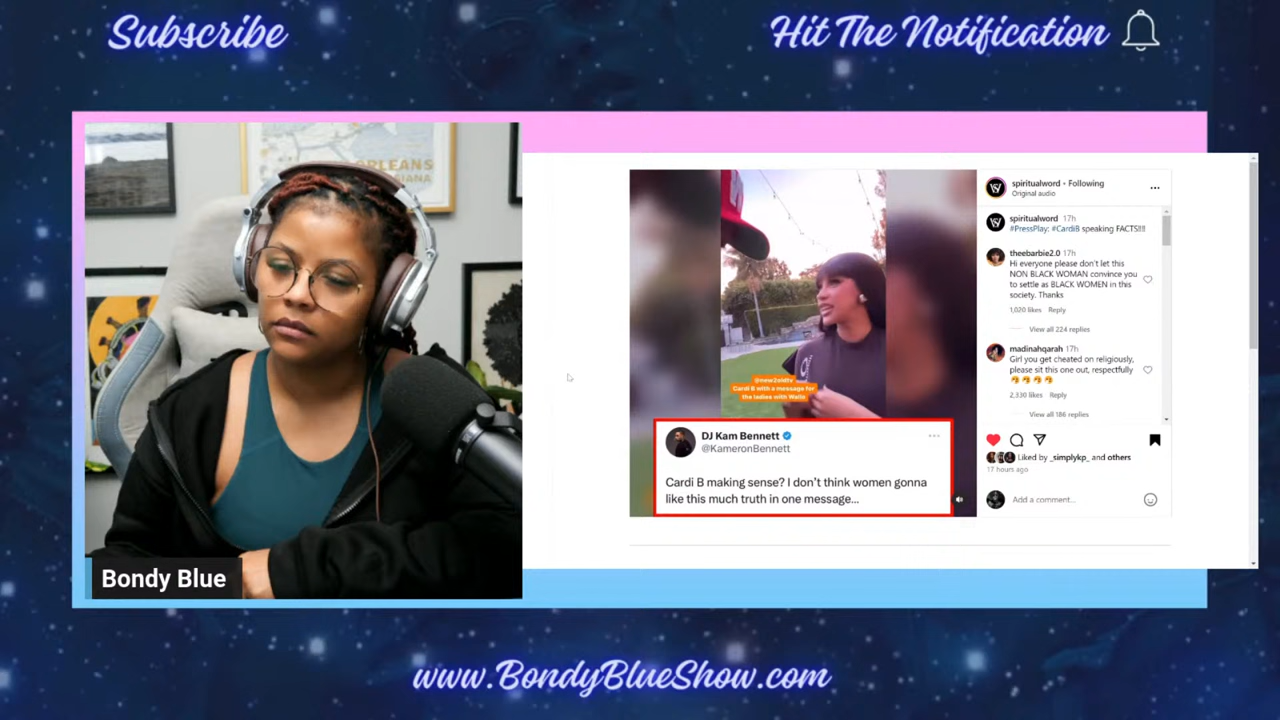 Subscribe
Hit The Notification
ORLEANS
Bondy Blue
@new2oldtv
Cardi B with a message for
the ladies with Wallo
DJ Kam Bennett
@KameronBennett
Cardi B making sense? I don’t think women gonna
like this much truth in one message...
spiritualword • Following
Original audio
spiritualword 17h
#PressPlay: #CardiB speaking FACTS!!!
theebarbie2.0 17h
Hi everyone please don't let this
NON BLACK WOMAN convince you
to settle as BLACK WOMEN in this
society. Thanks
1,020 likes Reply
View all 224 replies
madinahqarah 17h
Girl you get cheated on religiously,
please sit this one out, respectfully
2,330 likes Reply
View all 186 replies
Liked by _simplykp_ and others
17 hours ago
Add a comment...
www.BondyBlueShow.com